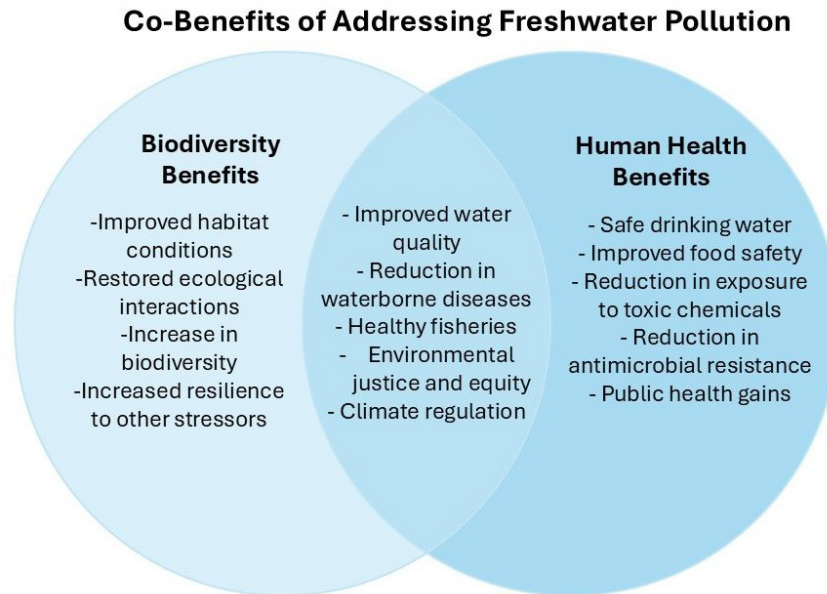 Co-Benefits of Addressing Freshwater Pollution
Biodiversity
Benefits
-Improved habitat
conditions
-Restored ecological
interactions
-Increase in
biodiversity
-Increased resilience
to other stressors
- Improved water
quality
- Reduction in
waterborne diseases
- Healthy fisheries
- Environmental
justice and equity
- Climate regulation
Human Health
Benefits
- Safe drinking water
- Improved food safety
- Reduction in exposure
to toxic chemicals
- Reduction in
antimicrobial resistance
- Public health gains